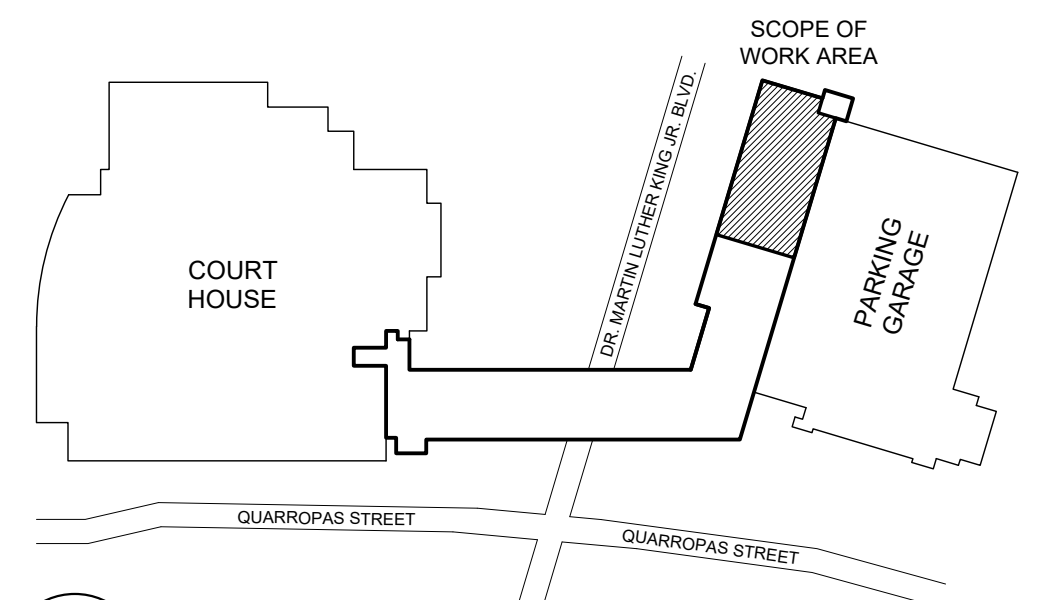 SCOPE OF
WORK AREA
DR. MARTIN LUTHER KING JR. BLVD.
COURT
HOUSE
PARKING
GARAGE
QUARROPAS STREET
QUARROPAS STREET